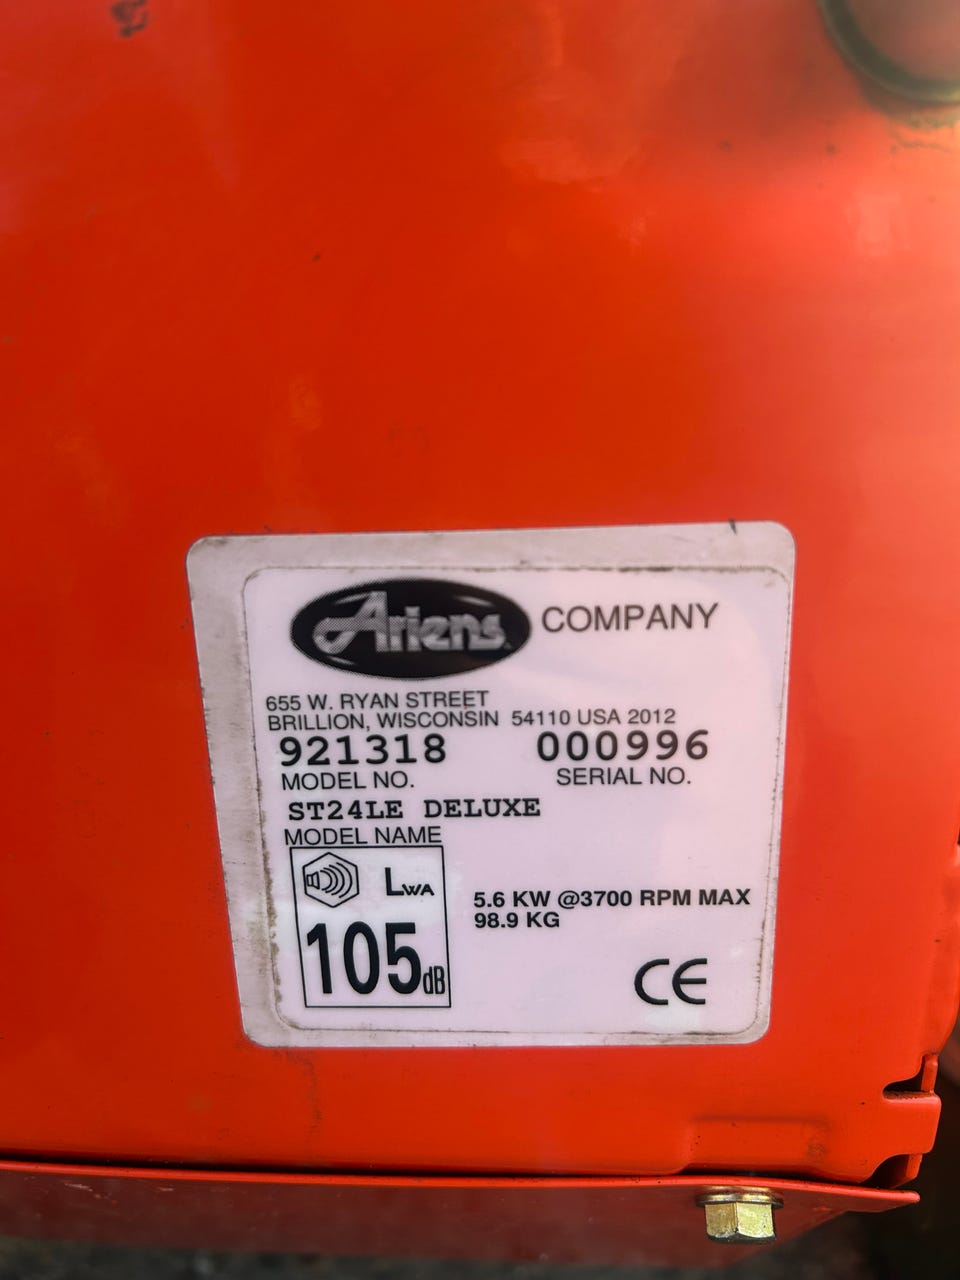 Ariens COMPANY
655 W. RYAN STREET
BRILLION, WISCONSIN 54110 USA 2012
921318 000996
MODEL NO. SERIAL NO.
ST24LE DELUXE
MODEL NAME
LWA
105dB
5.6 KW @3700 RPM MAX
98.9 KG
CE